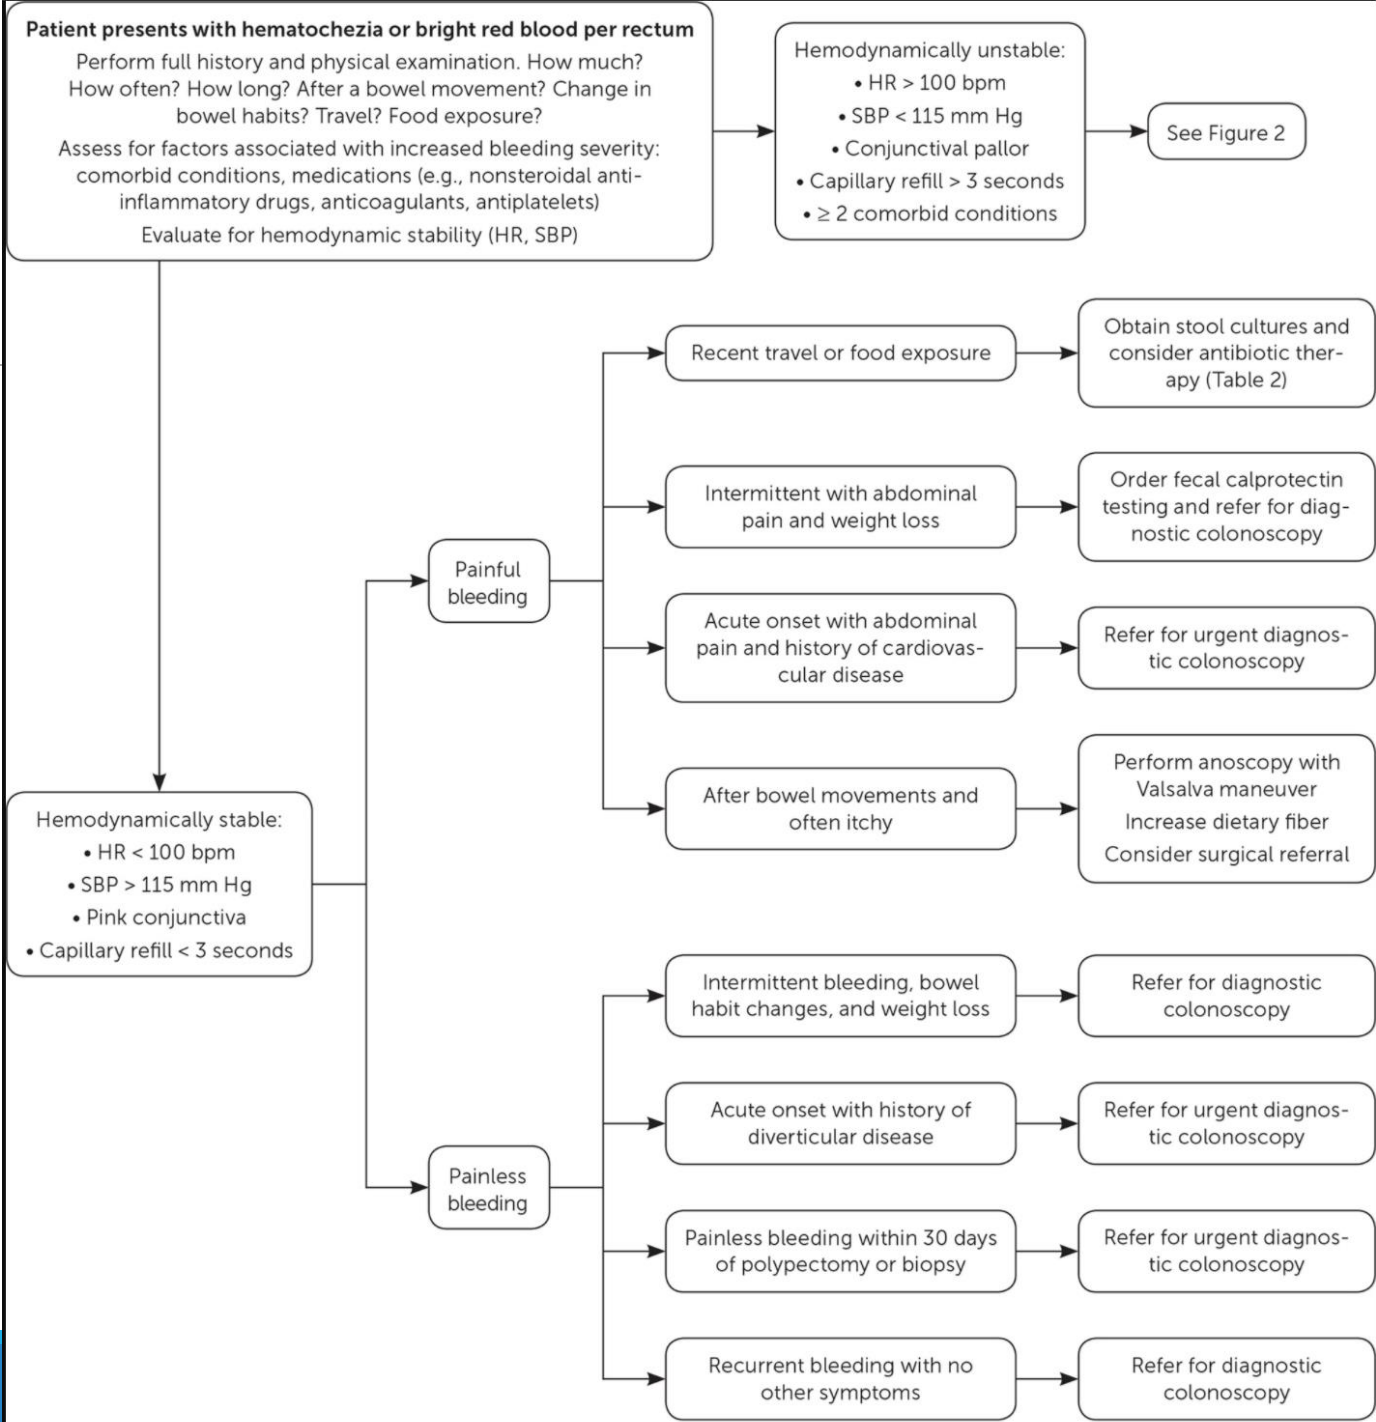 Patient presents with hematochezia or bright red blood per rectum
Perform full history and physical examination. How much?
How often? How long? After a bowel movement? Change in
bowel habits? Travel? Food exposure?
Assess for factors associated with increased bleeding severity:
comorbid conditions, medications (e.g., nonsteroidal anti-
inflammatory drugs, anticoagulants, antiplatelets)
Evaluate for hemodynamic stability (HR, SBP)
Hemodynamically unstable:
• HR > 100 bpm
• SBP < 115 mm Hg
• Conjunctival pallor
• Capillary refill > 3 seconds
• ≥ 2 comorbid conditions
See Figure 2
Hemodynamically stable:
• HR < 100 bpm
• SBP > 115 mm Hg
• Pink conjunctiva
• Capillary refill < 3 seconds
Painful
bleeding
Recent travel or food exposure
Obtain stool cultures and
consider antibiotic ther-
apy (Table 2)
Intermittent with abdominal
pain and weight loss
Order fecal calprotectin
testing and refer for diag-
nostic colonoscopy
Acute onset with abdominal
pain and history of cardiovas-
cular disease
Refer for urgent diagnos-
tic colonoscopy
After bowel movements and
often itchy
Perform anoscopy with
Valsalva maneuver
Increase dietary fiber
Consider surgical referral
Painless
bleeding
Intermittent bleeding, bowel
habit changes, and weight loss
Refer for diagnostic
colonoscopy
Acute onset with history of
diverticular disease
Refer for urgent diagnos-
tic colonoscopy
Painless bleeding within 30 days
of polypectomy or biopsy
Refer for urgent diagnos-
tic colonoscopy
Recurrent bleeding with no
other symptoms
Refer for diagnostic
colonoscopy